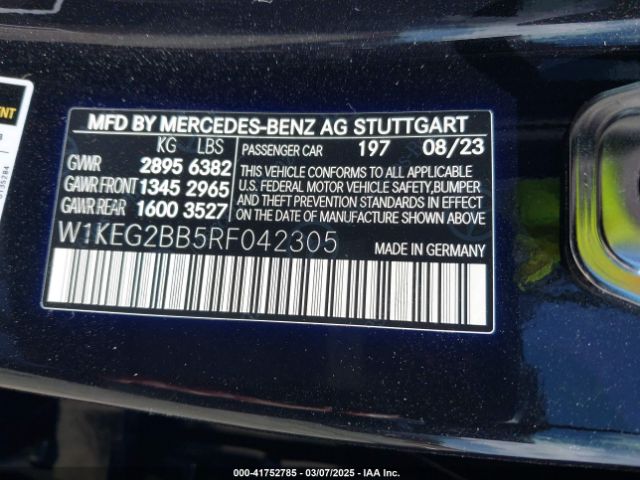 MFD BY MERCEDES-BENZ AG STUTTGART
KG LBS
GVWR 2895 6382
GAWR FRONT 1345 2965
GAWR REAR 1600 3527
PASSENGER CAR 197 08/23
THIS VEHICLE CONFORMS TO ALL APPLICABLE
U.S. FEDERAL MOTOR VEHICLE SAFETY,BUMPER
AND THEFT PREVENTION STANDARDS IN EFFECT
ON THE DATE OF MANUFACTURE SHOWN ABOVE.
W1KEG2BB5RF042305
MADE IN GERMANY
000-41752785 — 03/07/2025 — IAA Inc.